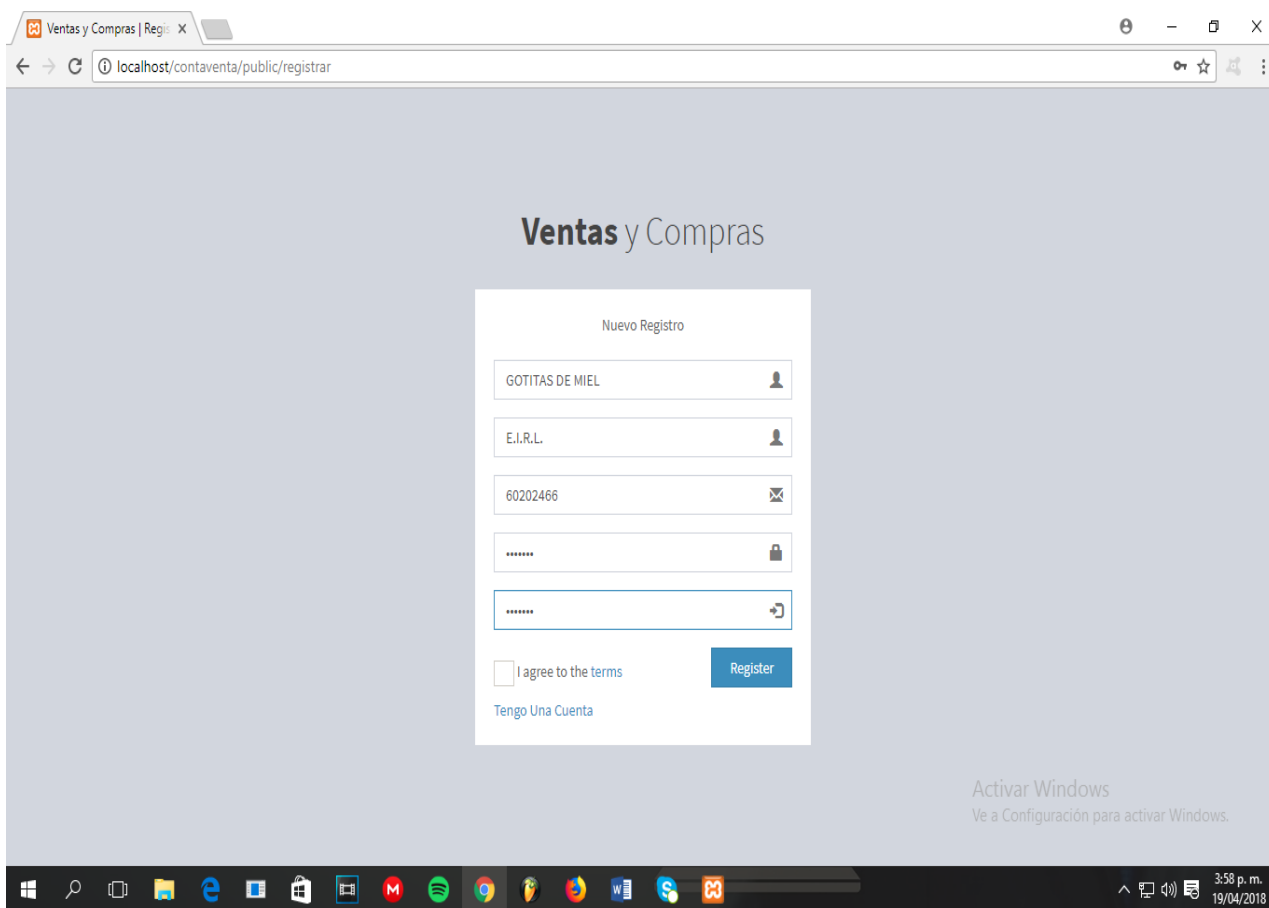 Ventas y Compras | Regis
localhost/contaventa/public/registrar
Ventas y Compras
Nuevo Registro
GOTITAS DE MIEL
E.I.R.L.
60202466
•••••••
•••••••
I agree to the terms
Register
Tengo Una Cuenta
Activar Windows
Ve a Configuración para activar Windows.
3:58 p. m.
19/04/2018